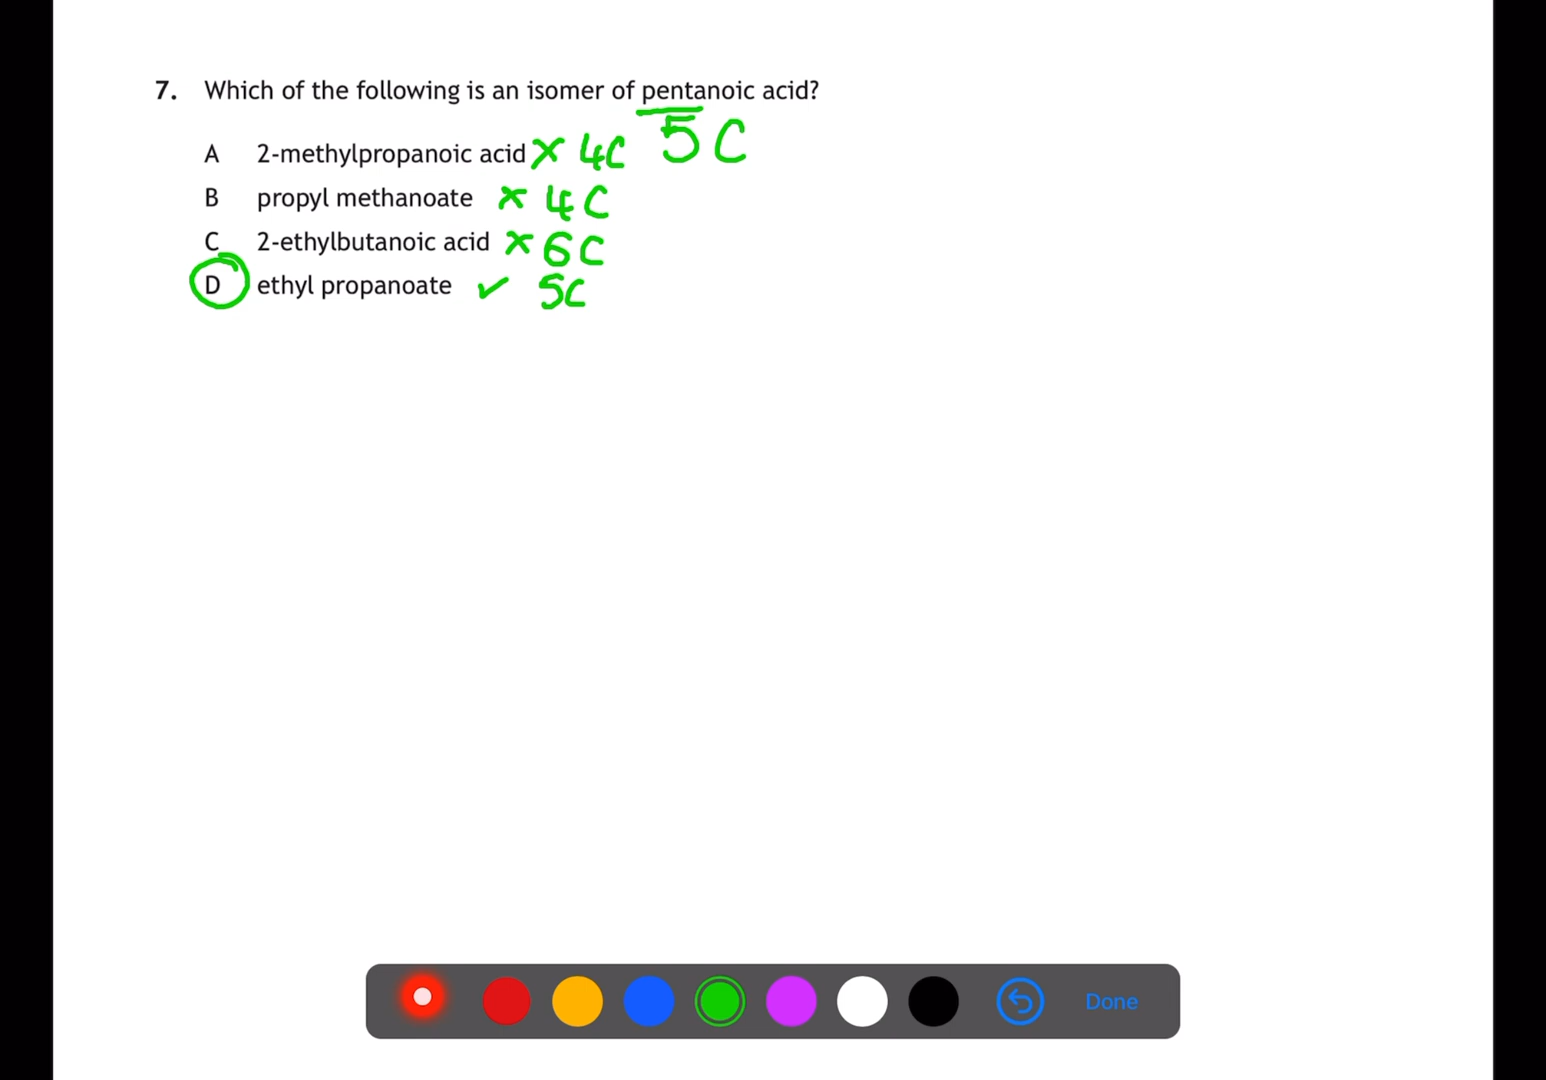 7. Which of the following is an isomer of pentanoic acid?
5C
A 2-methylpropanoic acid × 4C
B propyl methanoate × 4C
C 2-ethylbutanoic acid × 6C
D ethyl propanoate ✓ 5C
Done